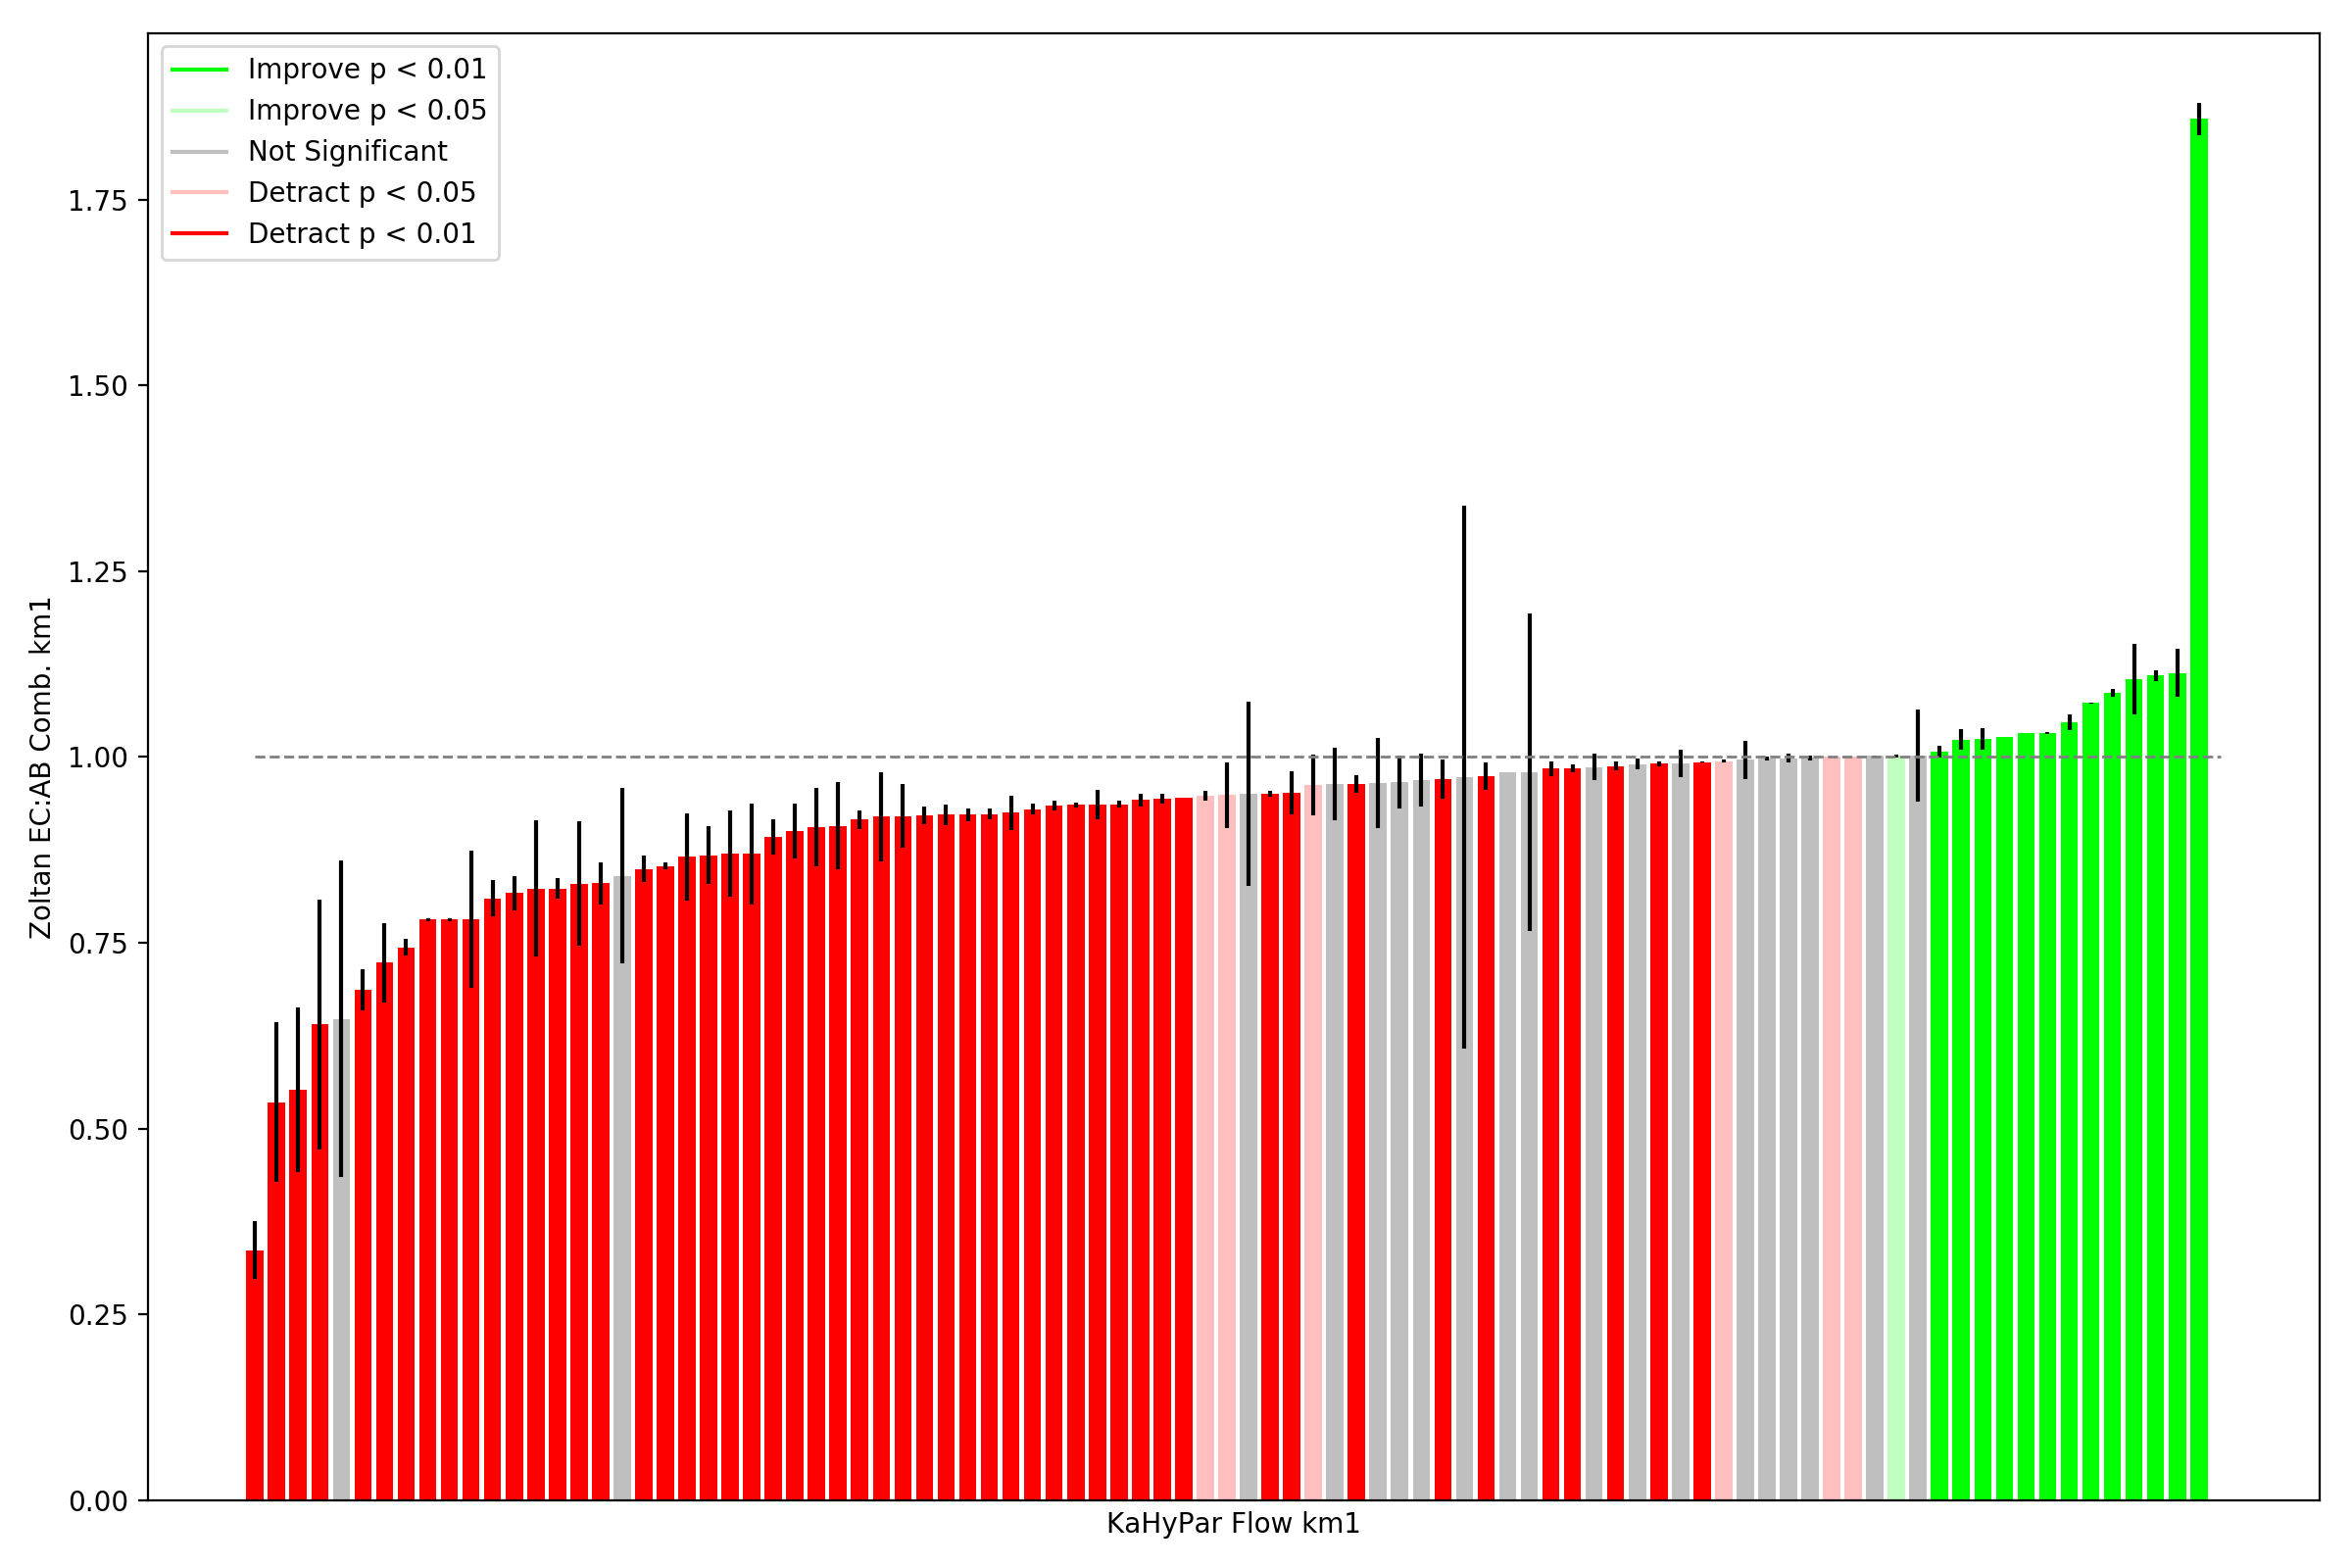 Improve p < 0.01
Improve p < 0.05
Not Significant
Detract p < 0.05
Detract p < 0.01
1.75
1.50
1.25
1.00
0.75
0.50
0.25
0.00
Zoltan EC:AB Comb. km1
KaHyPar Flow km1